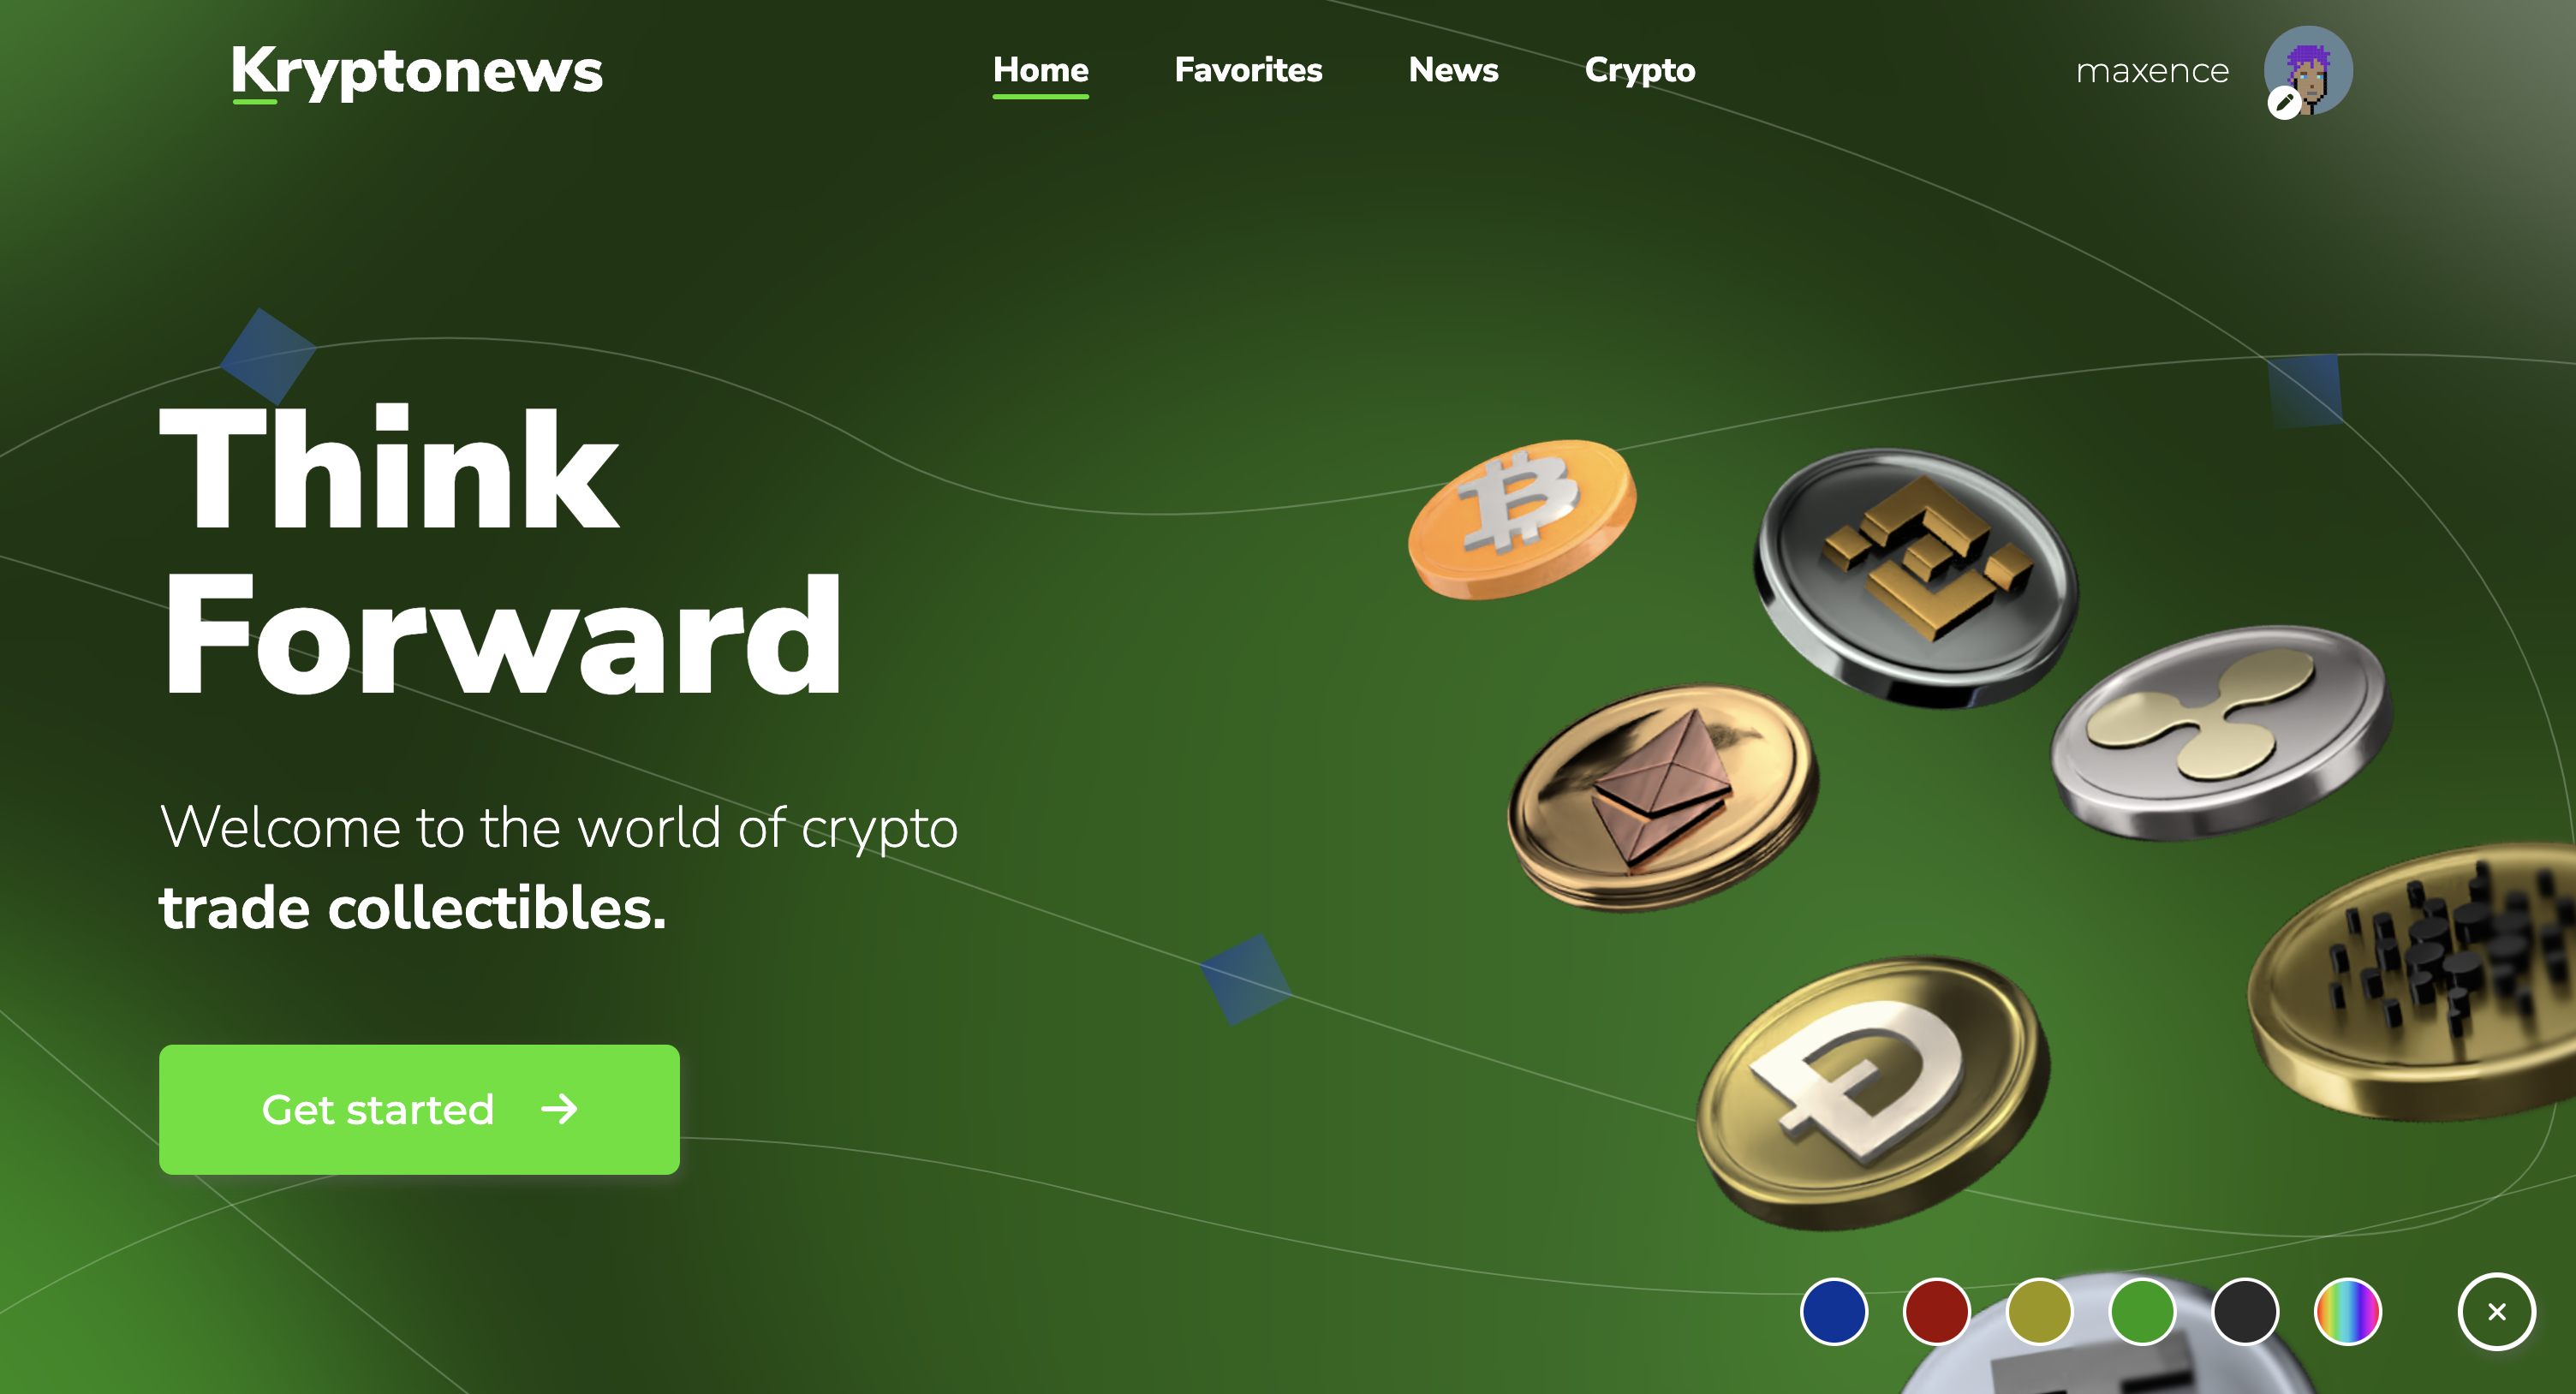 Kryptonews
Home
Favorites
News
Crypto
maxence
Think
Forward
Welcome to the world of crypto
trade collectibles.
Get started